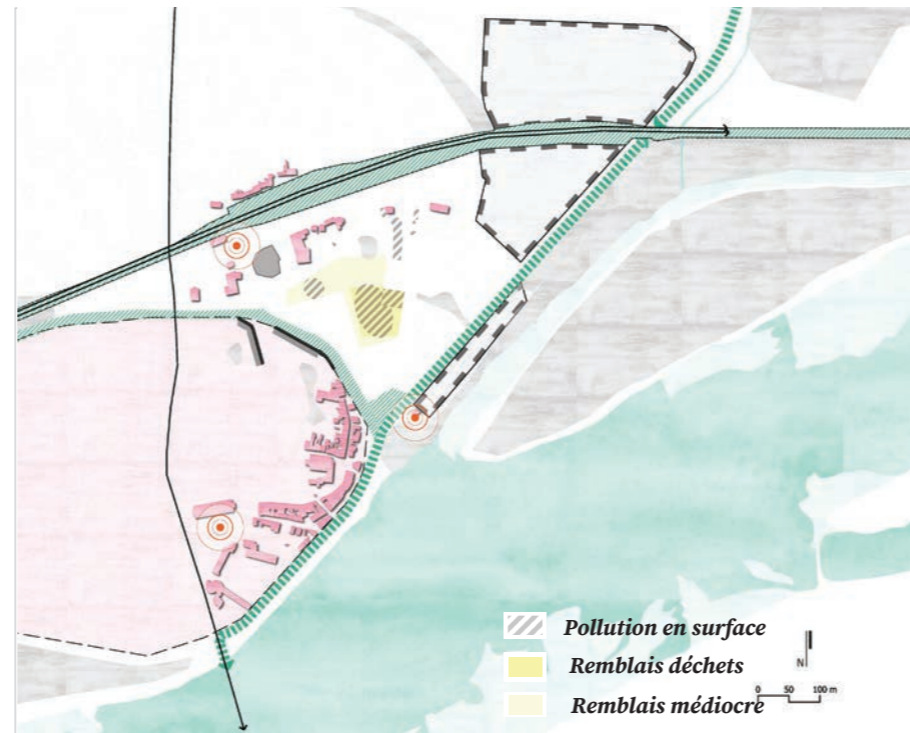 Pollution en surface
Remblais déchets
N
Remblais médiocre
0 50 100 m